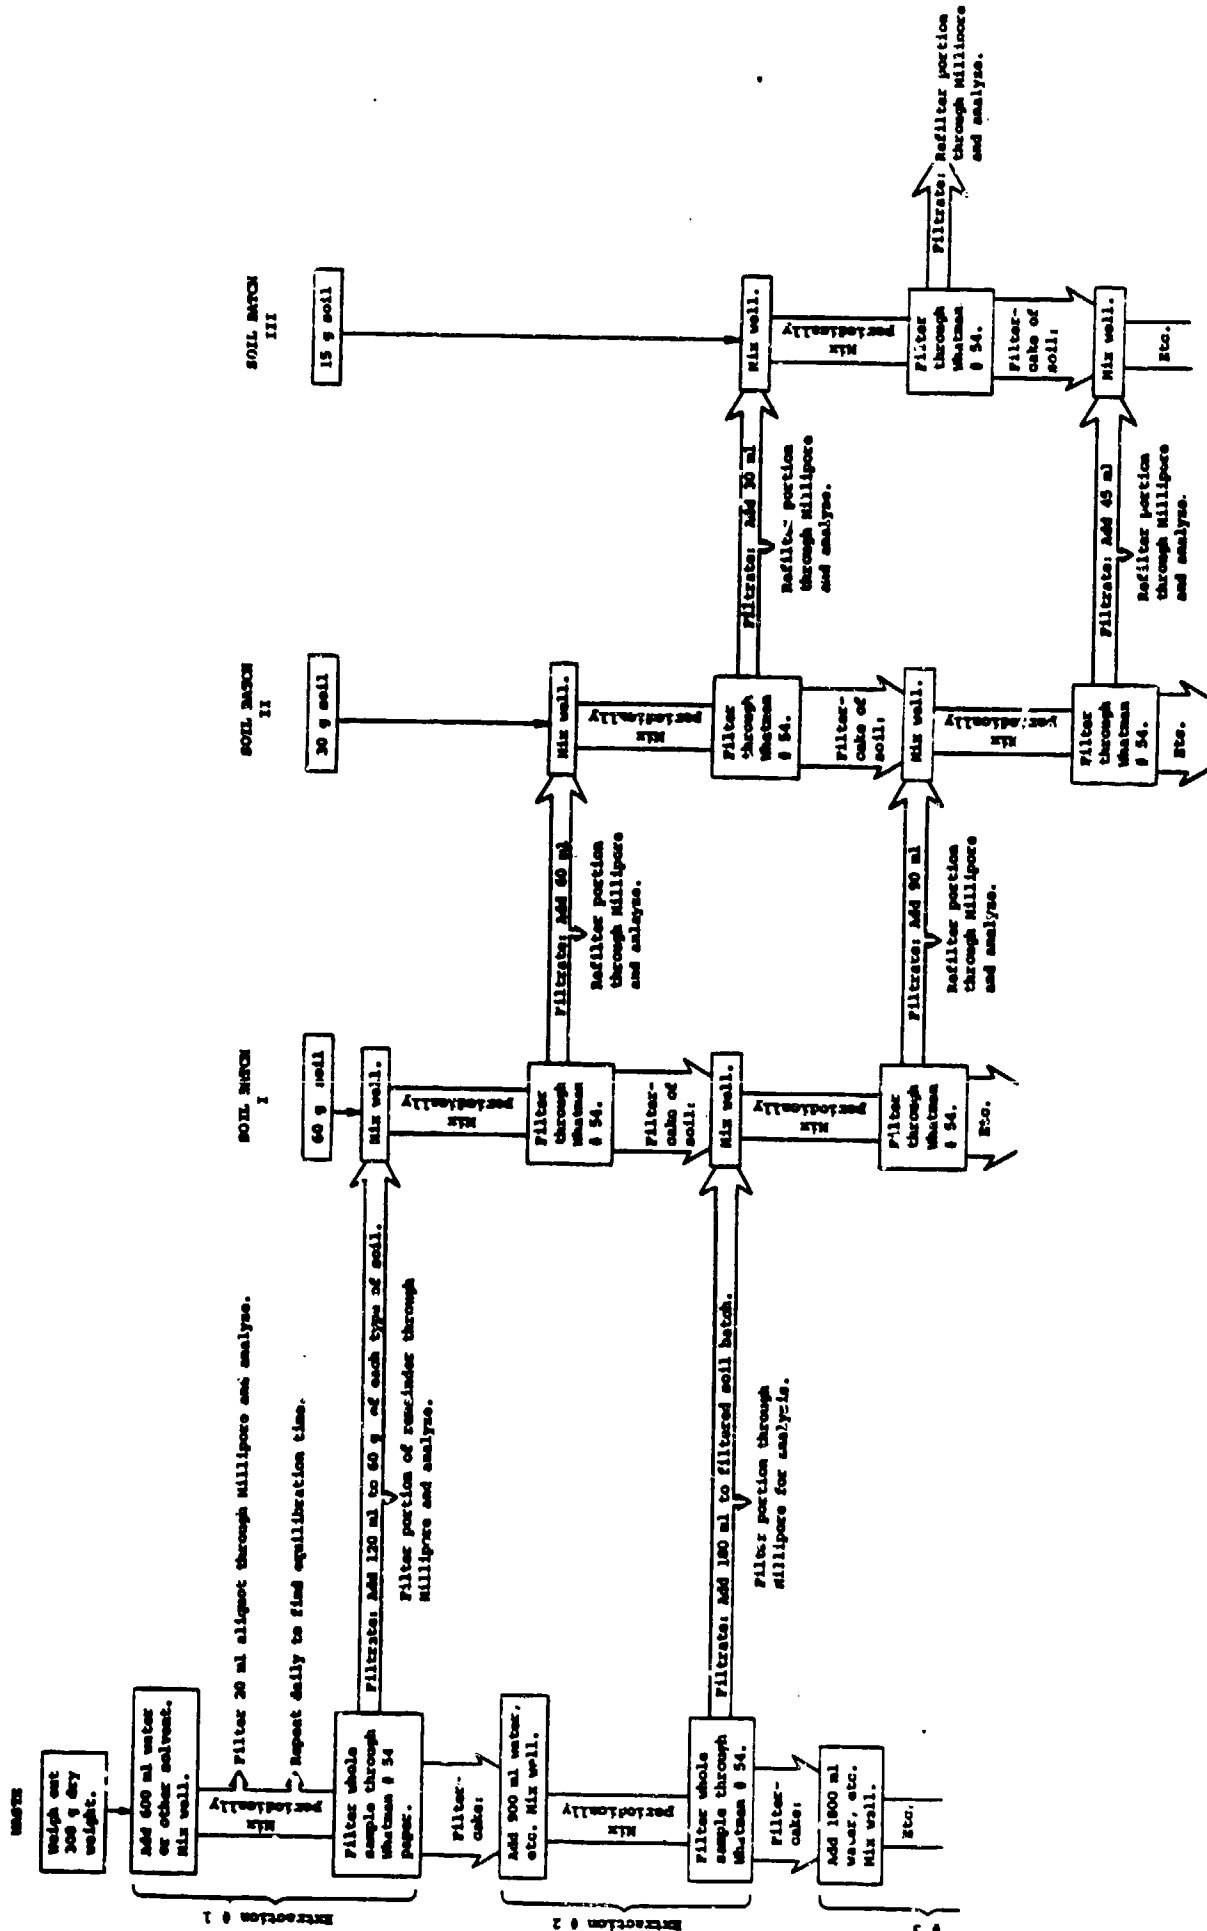 WASTE
Weigh out
300 g dry
weight.
Add 600 ml water
or other solvent.
Mix well.
Mix
periodically
Filter 20 ml aliquot through Millipore and analyze.
Repeat daily to find equilibration time.
Filter whole
sample through
Whatman # 54
paper.
Extraction # 1
Filter-
cake:
Add 900 ml water,
etc. Mix well.
Mix
periodically
Filter whole
sample through
Whatman # 54.
Extraction # 2
Filter-
cake:
Add 1800 ml
water, etc.
Mix well.
Etc.
# 3
Filtrate: Add 120 ml to 60 g of each type of soil.
Filter portion of remainder through
Millipore and analyze.
Filtrate: Add 180 ml to filtered soil batch.
Filter portion through
Millipore for analysis.
SOIL BATCH
I
60 g soil
Mix well.
Mix
periodically
Filter
through
Whatman
# 54.
Filter-
cake of
soil:
Mix well.
Mix
periodically
Filter
through
Whatman
# 54.
Etc.
Filtrate: Add 60 ml
Refilter portion
through Millipore
and analyze.
Filtrate: Add 90 ml
Refilter portion
through Millipore
and analyze.
SOIL BATCH
II
30 g soil
Mix well.
Mix
periodically
Filter
through
Whatman
# 54.
Filter-
cake of
soil:
Mix well.
Mix
periodically
Filter
through
Whatman
# 54.
Etc.
Filtrate: Add 30 ml
Refilter portion
through Millipore
and analyze.
Filtrate: Add 45 ml
Refilter portion
through Millipore
and analyze.
SOIL BATCH
III
15 g soil
Mix well.
Mix
periodically
Filter
through
Whatman
# 54.
Filter-
cake of
soil:
Mix well.
Etc.
Filtrate: Refilter portion
through Millipore
and analyze.